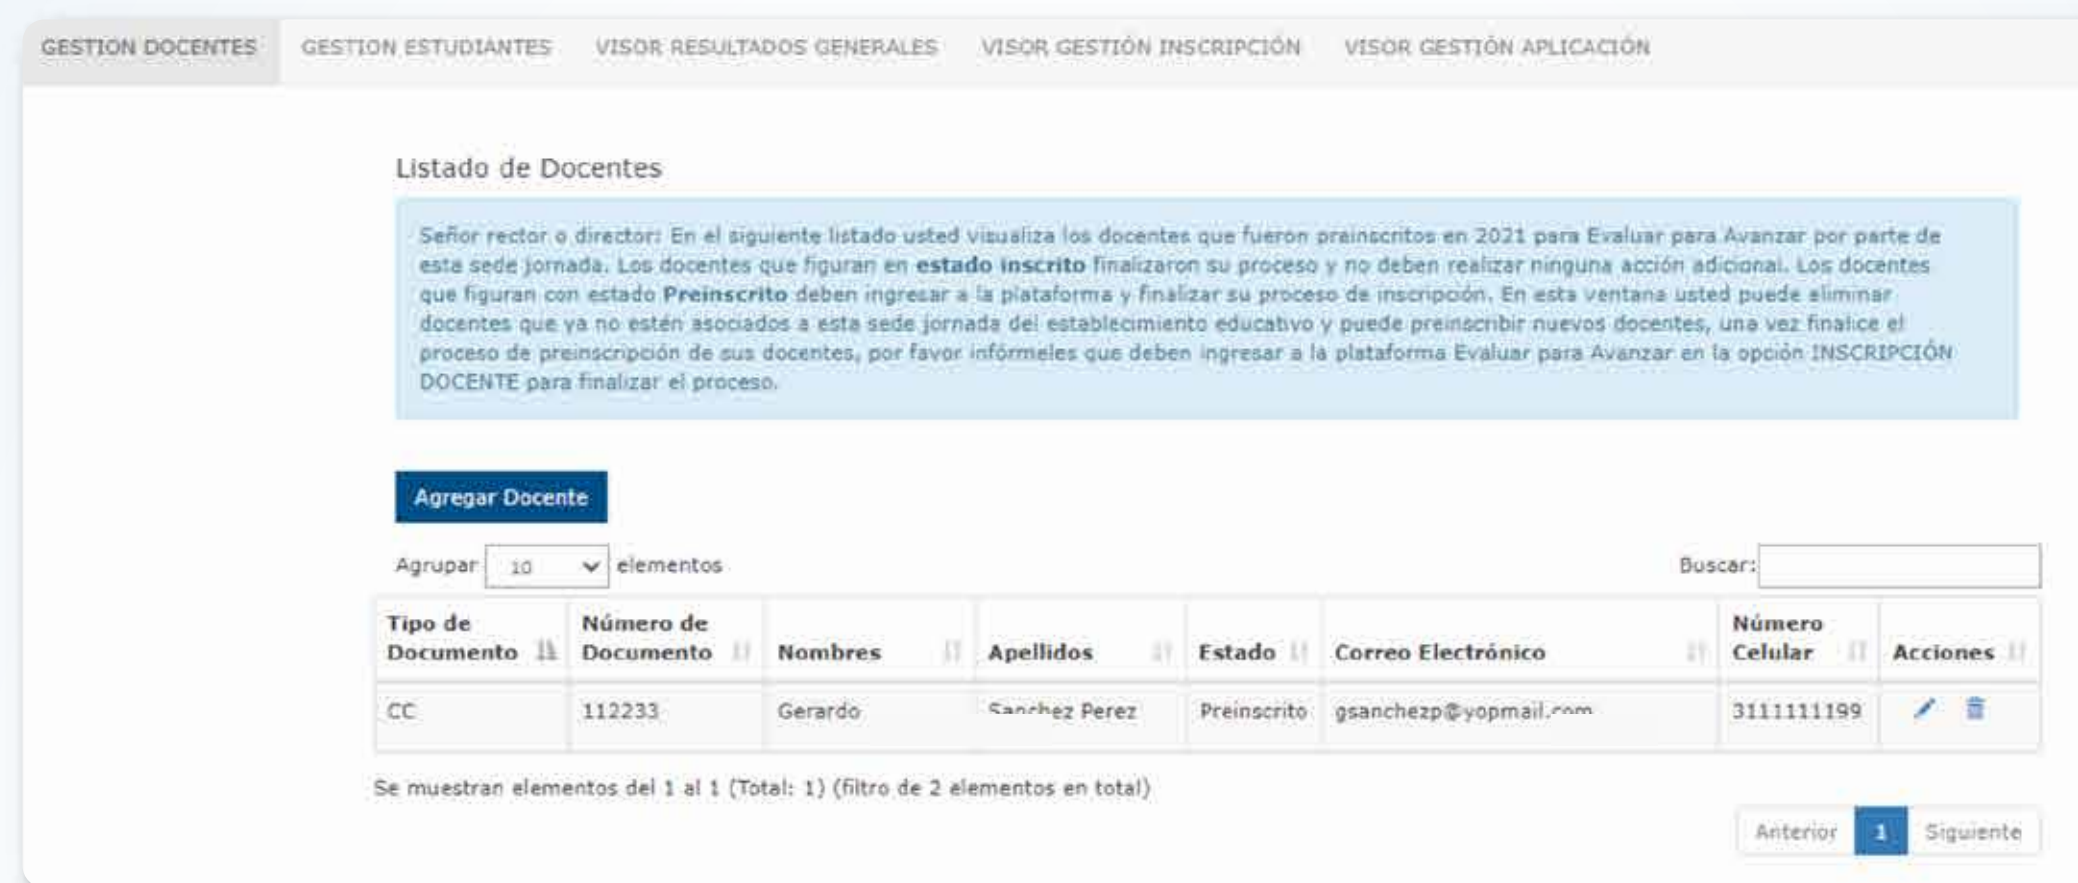 GESTION DOCENTES GESTION ESTUDIANTES VISOR RESULTADOS GENERALES VISOR GESTIÓN INSCRIPCIÓN VISOR GESTIÓN APLICACIÓN
Listado de Docentes
Señor rector o director: En el siguiente listado usted visualiza los docentes que fueron preinscritos en 2021 para Evaluar para Avanzar por parte de
esta sede jornada. Los docentes que figuran en estado inscrito finalizaron su proceso y no deben realizar ninguna acción adicional. Los docentes
que figuran con estado Preinscrito deben ingresar a la plataforma y finalizar su proceso de inscripción. En esta ventana usted puede eliminar
docentes que ya no estén asociados a esta sede jornada del establecimiento educativo y puede preinscribir nuevos docentes, una vez finalice el
proceso de preinscripción de sus docentes, por favor infórmeles que deben ingresar a la plataforma Evaluar para Avanzar en la opción INSCRIPCIÓN
DOCENTE para finalizar el proceso.
Agregar Docente
Agrupar 10 elementos Buscar:
Tipo de Documento Número de Documento Nombres Apellidos Estado Correo Electrónico Número Celular Acciones
CC 112233 Gerardo Sanchez Perez Preinscrito gsanchezp@yopmail.com 3111111199
Se muestran elementos del 1 al 1 (Total: 1) (filtro de 2 elementos en total)
Anterior 1 Siguiente